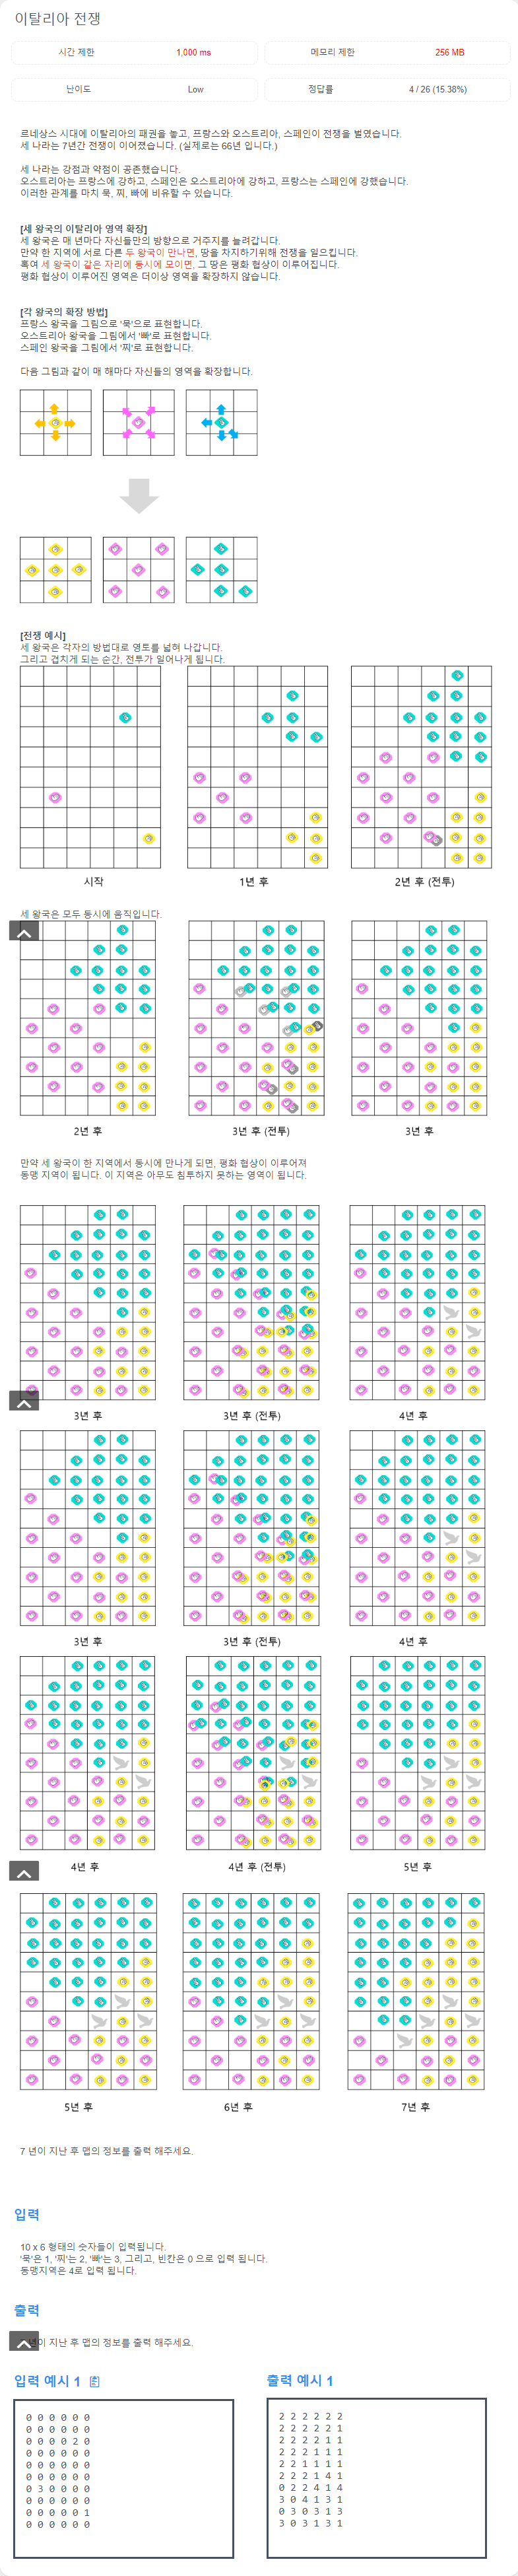 이탈리아 전쟁
시간 제한 1,000 ms 메모리 제한 256 MB
난이도 Low 정답률 4 / 26 (15.38%)
르네상스 시대에 이탈리아의 패권을 놓고, 프랑스와 오스트리아, 스페인이 전쟁을 벌였습니다.
세 나라는 7년간 전쟁이 이어졌습니다. (실제로는 66년 입니다.)
세 나라는 강점과 약점이 공존했습니다.
오스트리아는 프랑스에 강하고, 스페인은 오스트리아에 강하고, 프랑스는 스페인에 강했습니다.
이러한 관계를 마치 묵, 찌, 빠에 비유할 수 있습니다.
[세 왕국의 이탈리아 영역 확장]
세 왕국은 매 년마다 자신들만의 방향으로 거주지를 늘려갑니다.
만약 한 지역에 서로 다른 두 왕국이 만나면, 땅을 차지하기위해 전쟁을 일으킵니다.
혹여 세 왕국이 같은 자리에 동시에 모이면, 그 땅은 평화 협상이 이루어집니다.
평화 협상이 이루어진 영역은 더이상 영역을 확장하지 않습니다.
[각 왕국의 확장 방법]
프랑스 왕국을 그림으로 '묵'으로 표현합니다.
오스트리아 왕국을 그림에서 '빠'로 표현합니다.
스페인 왕국을 그림에서 '찌'로 표현합니다.
다음 그림과 같이 매 해마다 자신들의 영역을 확장합니다.
[전쟁 예시]
세 왕국은 각자의 방법대로 영토를 넓혀 나갑니다.
그리고 겹치게 되는 순간, 전투가 일어나게 됩니다.
시작 1년 후 2년 후 (전투)
세 왕국은 모두 동시에 움직입니다.
2년 후 3년 후 (전투) 3년 후
만약 세 왕국이 한 지역에서 동시에 만나게 되면, 평화 협상이 이루어져
동맹 지역이 됩니다. 이 지역은 아무도 침투하지 못하는 영역이 됩니다.
3년 후 3년 후 (전투) 4년 후
3년 후 3년 후 (전투) 4년 후
4년 후 4년 후 (전투) 5년 후
5년 후 6년 후 7년 후
7 년이 지난 후 맵의 정보를 출력 해주세요.
입력
10 x 6 형태의 숫자들이 입력됩니다.
'묵'은 1, '찌'는 2, '빠'는 3, 그리고, 빈칸은 0 으로 입력 됩니다.
동맹지역은 4로 입력 됩니다.
출력
년이 지난 후 맵의 정보를 출력 해주세요.
입력 예시 1 출력 예시 1
0 0 0 0 0 0
0 0 0 0 0 0
0 0 0 0 2 0
0 0 0 0 0 0
0 0 0 0 0 0
0 0 0 0 0 0
0 3 0 0 0 0
0 0 0 0 0 0
0 0 0 0 0 1
0 0 0 0 0 0
2 2 2 2 2 2
2 2 2 2 2 1
2 2 2 2 1 1
2 2 2 1 1 1
2 2 1 1 1 1
2 2 2 1 4 1
0 2 2 4 1 4
3 0 4 1 3 1
0 3 0 3 1 3
3 0 3 1 3 1